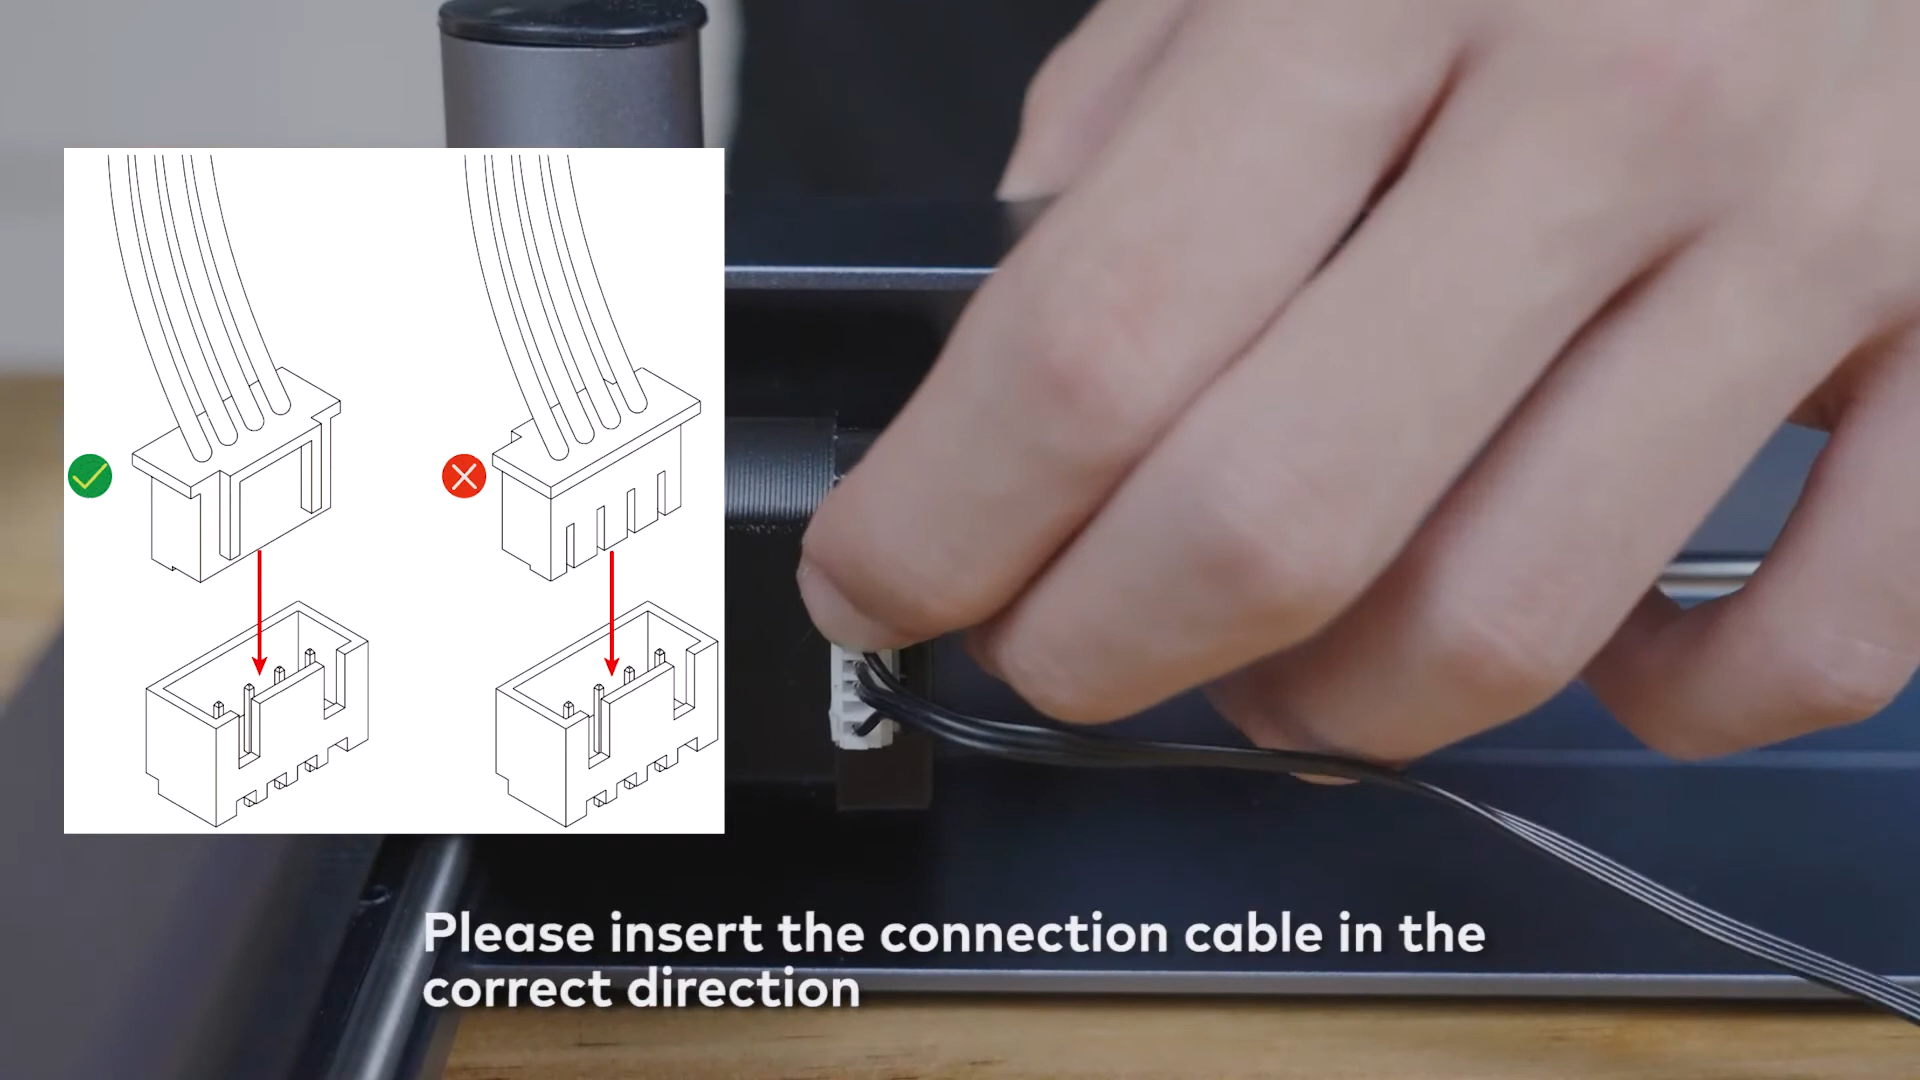 Please insert the connection cable in the
correct direction